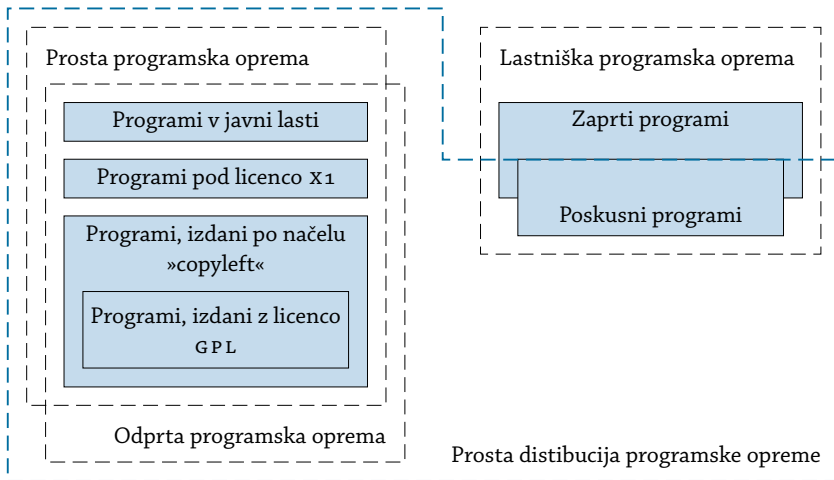 Prosta programska oprema
Programi v javni lasti
Programi pod licenco X1
Programi, izdani po načelu
»copyleft«
Programi, izdani z licenco
GPL
Odprta programska oprema
Lastniška programska oprema
Zaprti programi
Poskusni programi
Prosta distibucija programske opreme